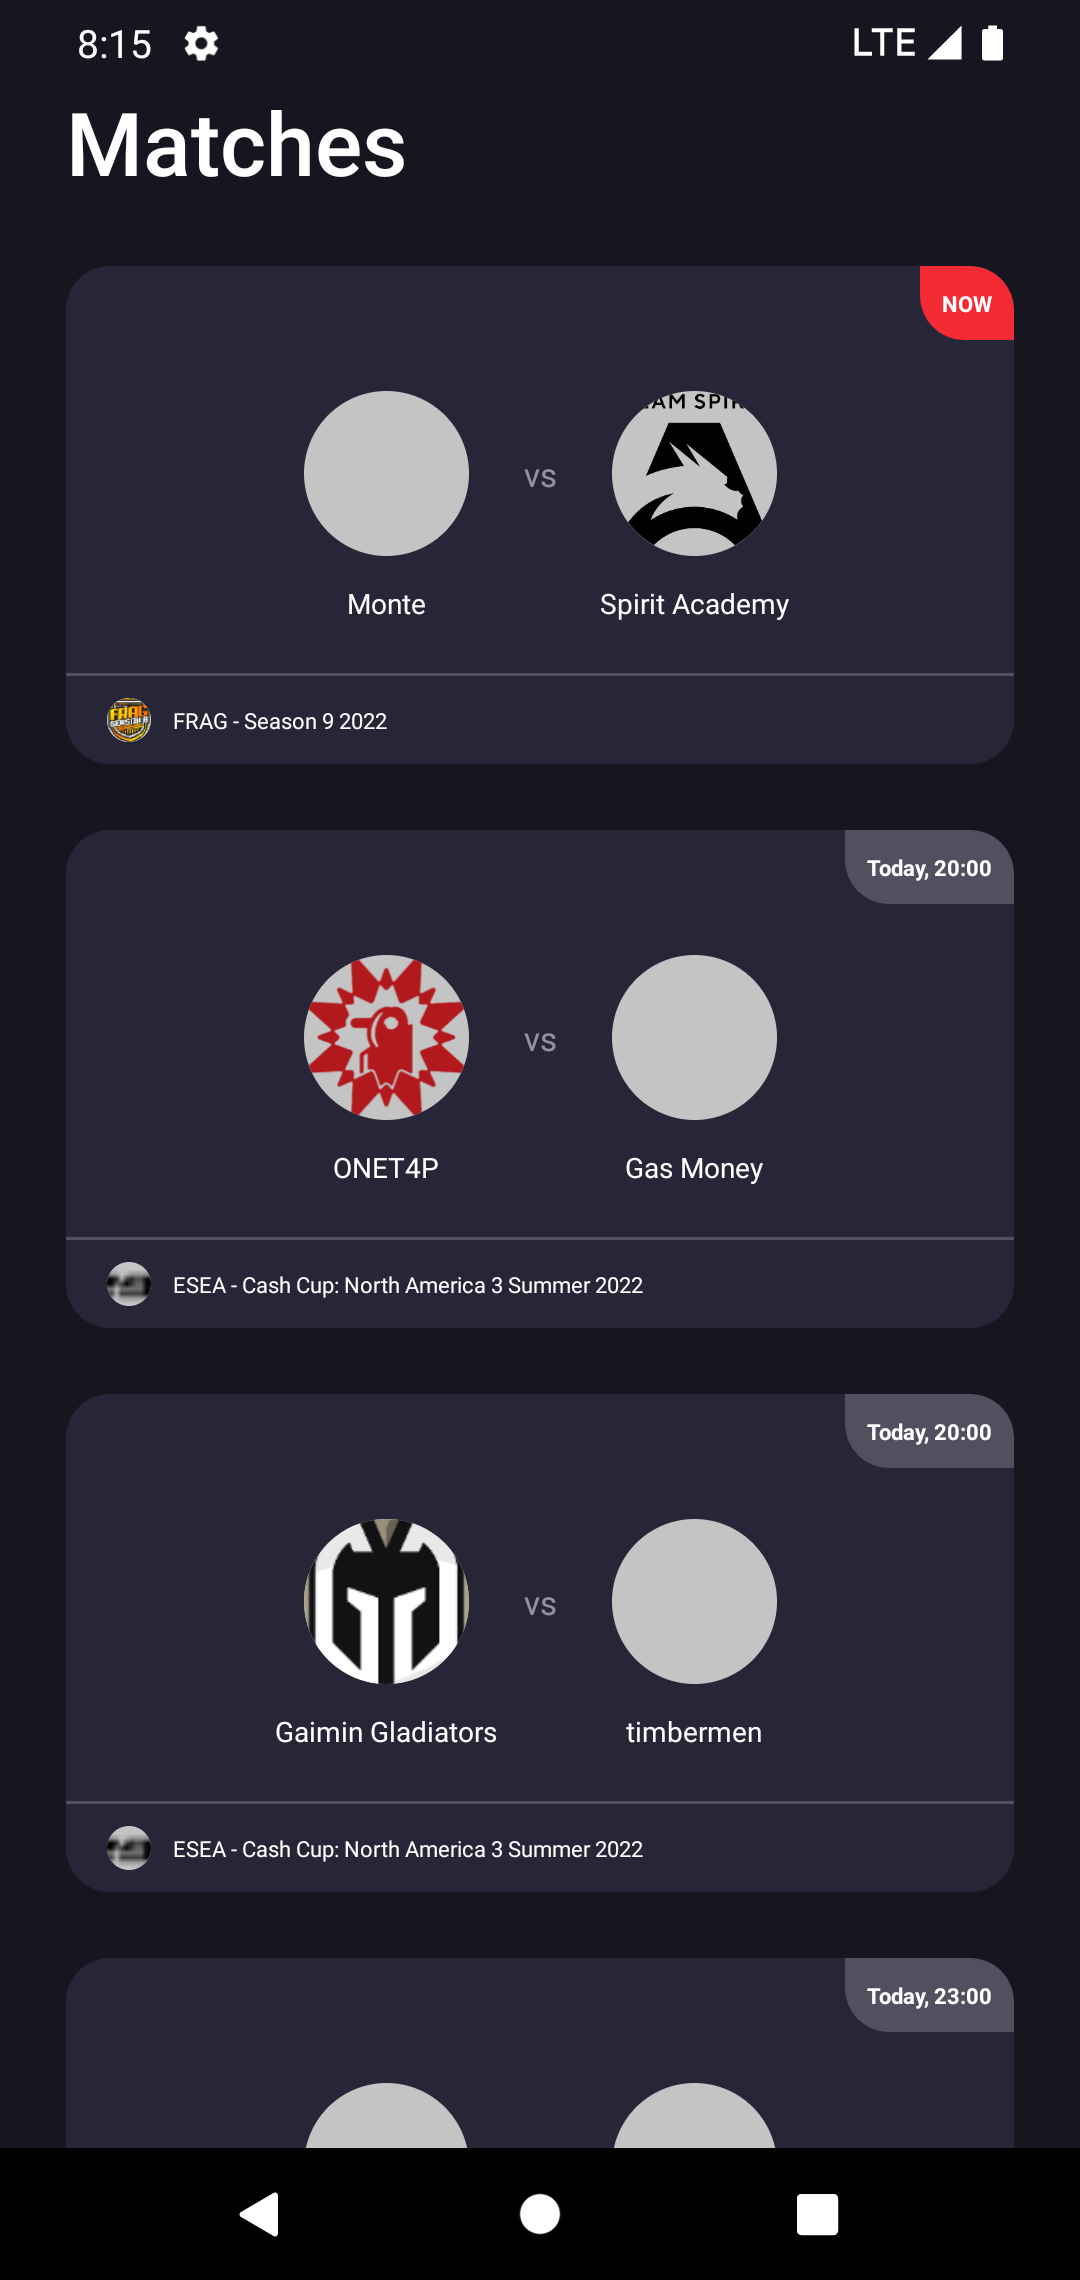 8:15
LTE
Matches
NOW
vs
Monte
Spirit Academy
FRAG - Season 9 2022
Today, 20:00
vs
ONET4P
Gas Money
ESEA - Cash Cup: North America 3 Summer 2022
Today, 20:00
vs
Gaimin Gladiators
timbermen
ESEA - Cash Cup: North America 3 Summer 2022
Today, 23:00